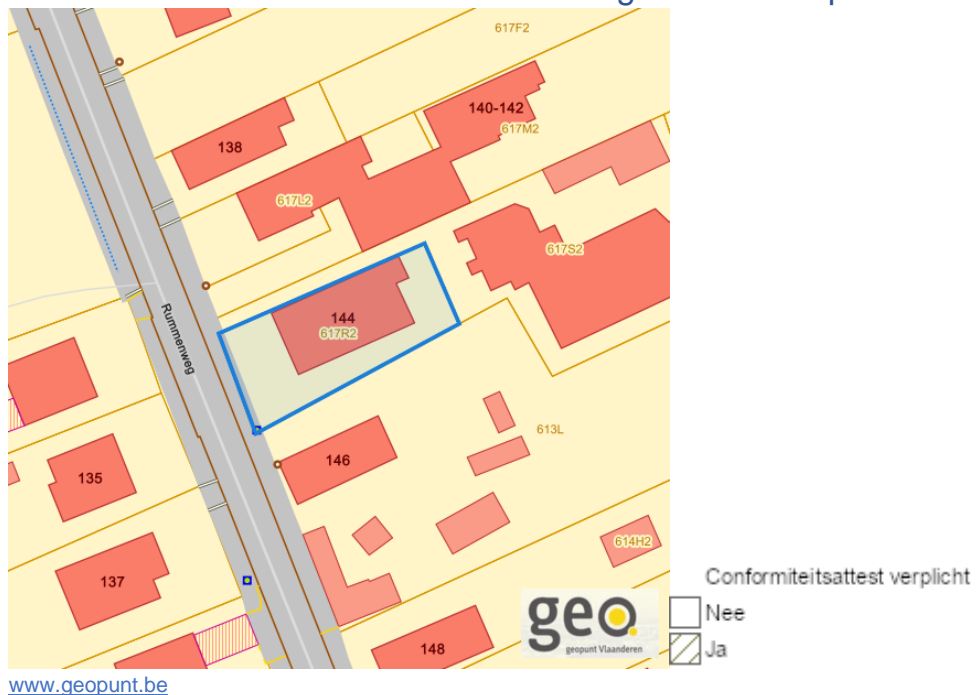 617F2
140-142
617M2
138
617L2
617S2
Rummenweg
144
617R2
613L
146
135
614H2
137
148
geo.
geopunt Vlaanderen
Conformiteitsattest verplicht
Nee
Ja
www.geopunt.be